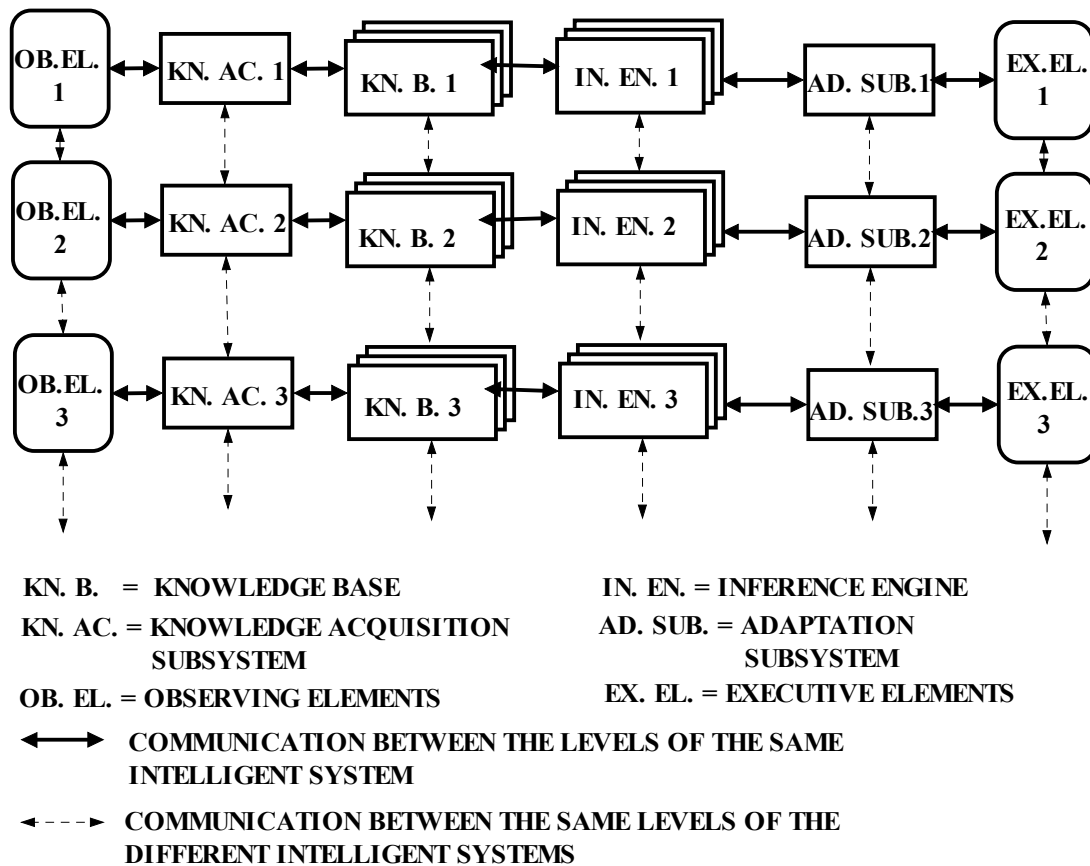 OB.EL.
1
KN. AC. 1
KN. B. 1
IN. EN. 1
AD. SUB.1
EX.EL.
1
OB.EL.
2
KN. AC. 2
KN. B. 2
IN. EN. 2
AD. SUB.2
EX.EL.
2
OB.EL.
3
KN. AC. 3
KN. B. 3
IN. EN. 3
AD. SUB.3
EX.EL.
3
KN. B. = KNOWLEDGE BASE
KN. AC. = KNOWLEDGE ACQUISITION
SUBSYSTEM
OB. EL. = OBSERVING ELEMENTS
IN. EN. = INFERENCE ENGINE
AD. SUB. = ADAPTATION
SUBSYSTEM
EX. EL. = EXECUTIVE ELEMENTS
COMMUNICATION BETWEEN THE LEVELS OF THE SAME
INTELLIGENT SYSTEM
COMMUNICATION BETWEEN THE SAME LEVELS OF THE
DIFFERENT INTELLIGENT SYSTEMS